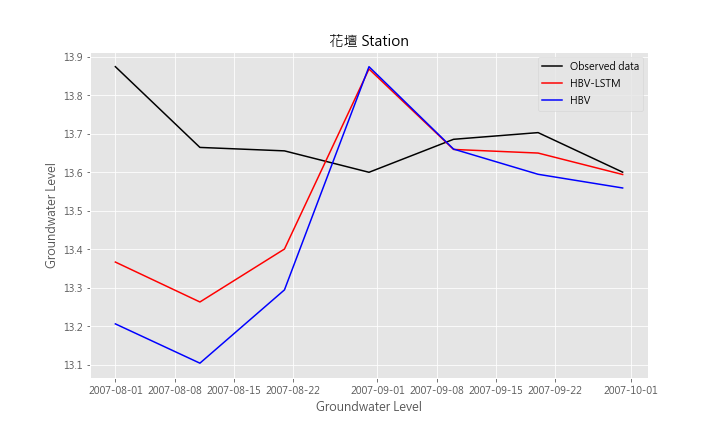 花壇 Station
Observed data
HBV-LSTM
HBV
13.9
13.8
13.7
13.6
13.5
13.4
13.3
13.2
13.1
Groundwater Level
2007-08-01 2007-08-08 2007-08-15 2007-08-22 2007-09-01 2007-09-08 2007-09-15 2007-09-22 2007-10-01
Groundwater Level